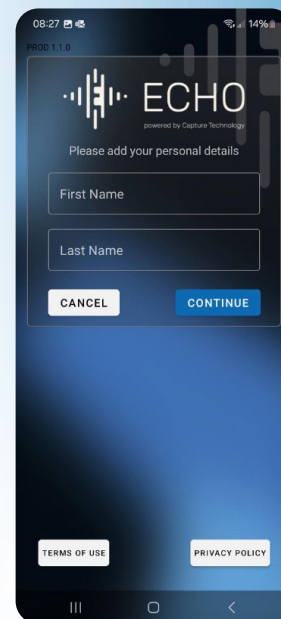 08:27 14%
PROD 1.1.0
ECHO
powered by Capture Technology
Please add your personal details
First Name
Last Name
CANCEL CONTINUE
TERMS OF USE PRIVACY POLICY